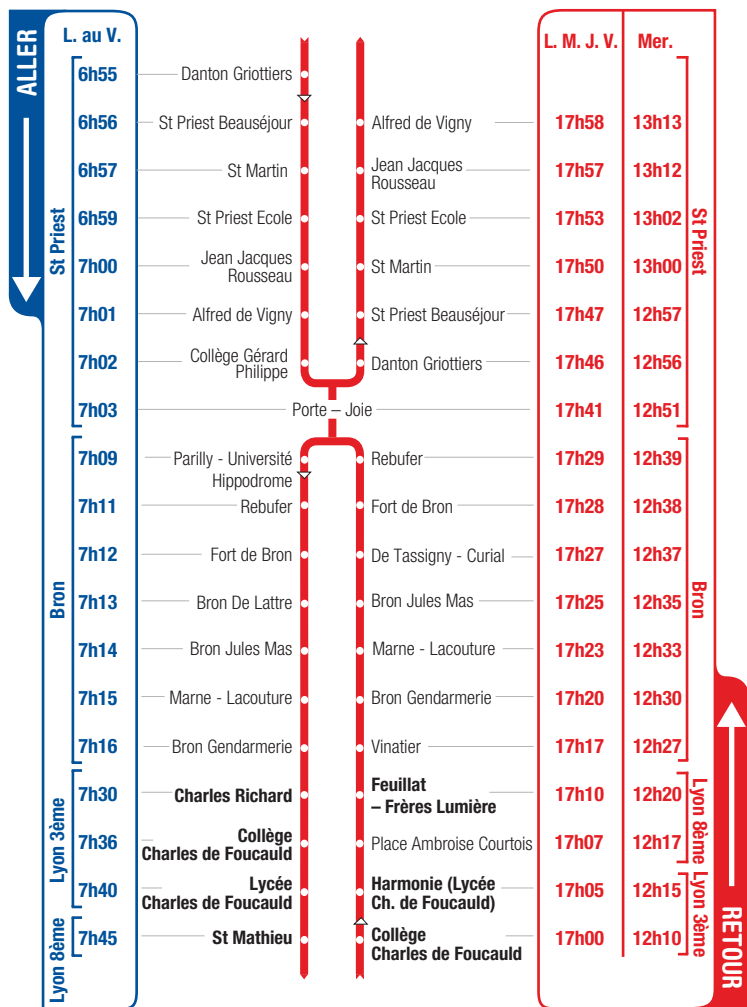 ALLER
L. au V.
L. M. J. V. Mer.
6h55 Danton Griottiers
6h56 St Priest Beauséjour Alfred de Vigny 17h58 13h13
6h57 St Martin Jean Jacques
Rousseau 17h57 13h12
6h59 St Priest Ecole St Priest Ecole 17h53 13h02
St Priest
St Priest
7h00 Jean Jacques
Rousseau St Martin 17h50 13h00
7h01 Alfred de Vigny St Priest Beauséjour 17h47 12h57
7h02 Collège Gérard
Philippe Danton Griottiers 17h46 12h56
7h03 Porte – Joie 17h41 12h51
7h09 Parilly - Université
Hippodrome Rebufer 17h29 12h39
7h11 Rebufer Fort de Bron 17h28 12h38
7h12 Fort de Bron De Tassigny - Curial 17h27 12h37
Bron
Bron
7h13 Bron De Lattre Bron Jules Mas 17h25 12h35
7h14 Bron Jules Mas Marne - Lacouture 17h23 12h33
7h15 Marne - Lacouture Bron Gendarmerie 17h20 12h30
7h16 Bron Gendarmerie Vinatier 17h17 12h27
Lyon 3ème
Lyon 8ème
7h30 Charles Richard Feuillat
– Frères Lumière 17h10 12h20
7h36 Collège
Charles de Foucauld Place Ambroise Courtois 17h07 12h17
7h40 Lycée
Charles de Foucauld Harmonie (Lycée
Ch. de Foucauld) 17h05 12h15
Lyon 8ème
Lyon 3ème
7h45 St Mathieu Collège
Charles de Foucauld 17h00 12h10
RETOUR